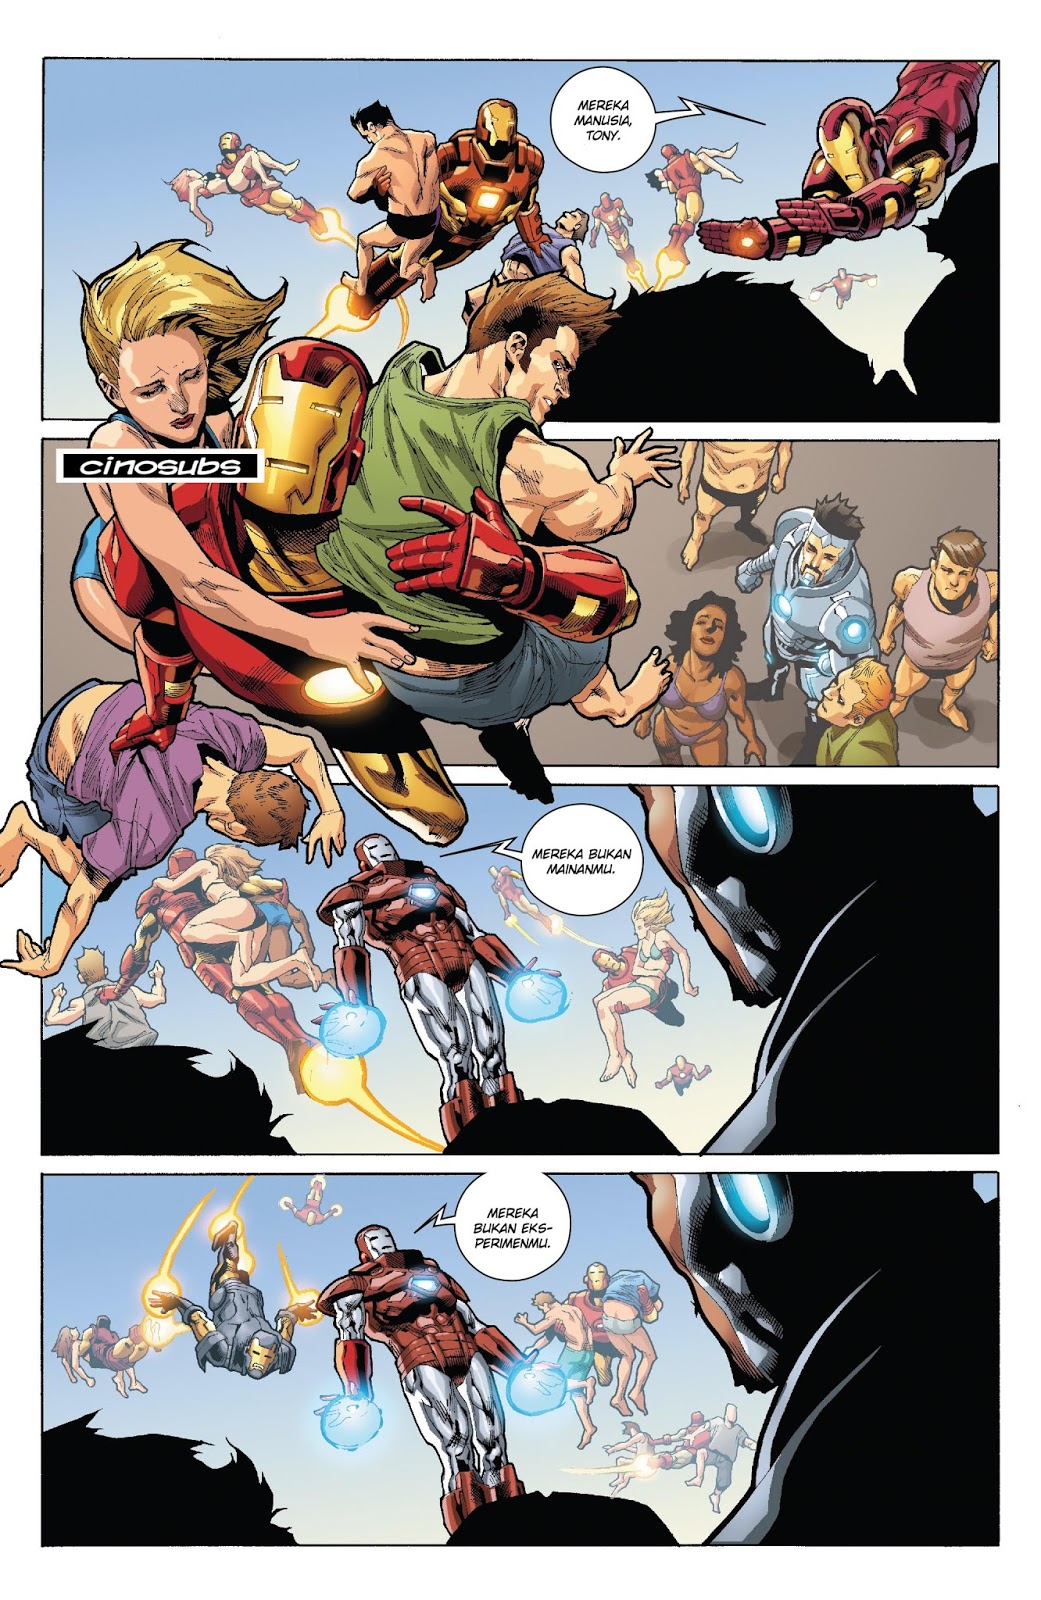 MEREKA
MANUSIA,
TONY.
cinosubs
MEREKA BUKAN
MAINANMU.
MEREKA
BUKAN EKS-
PERIMENMU.